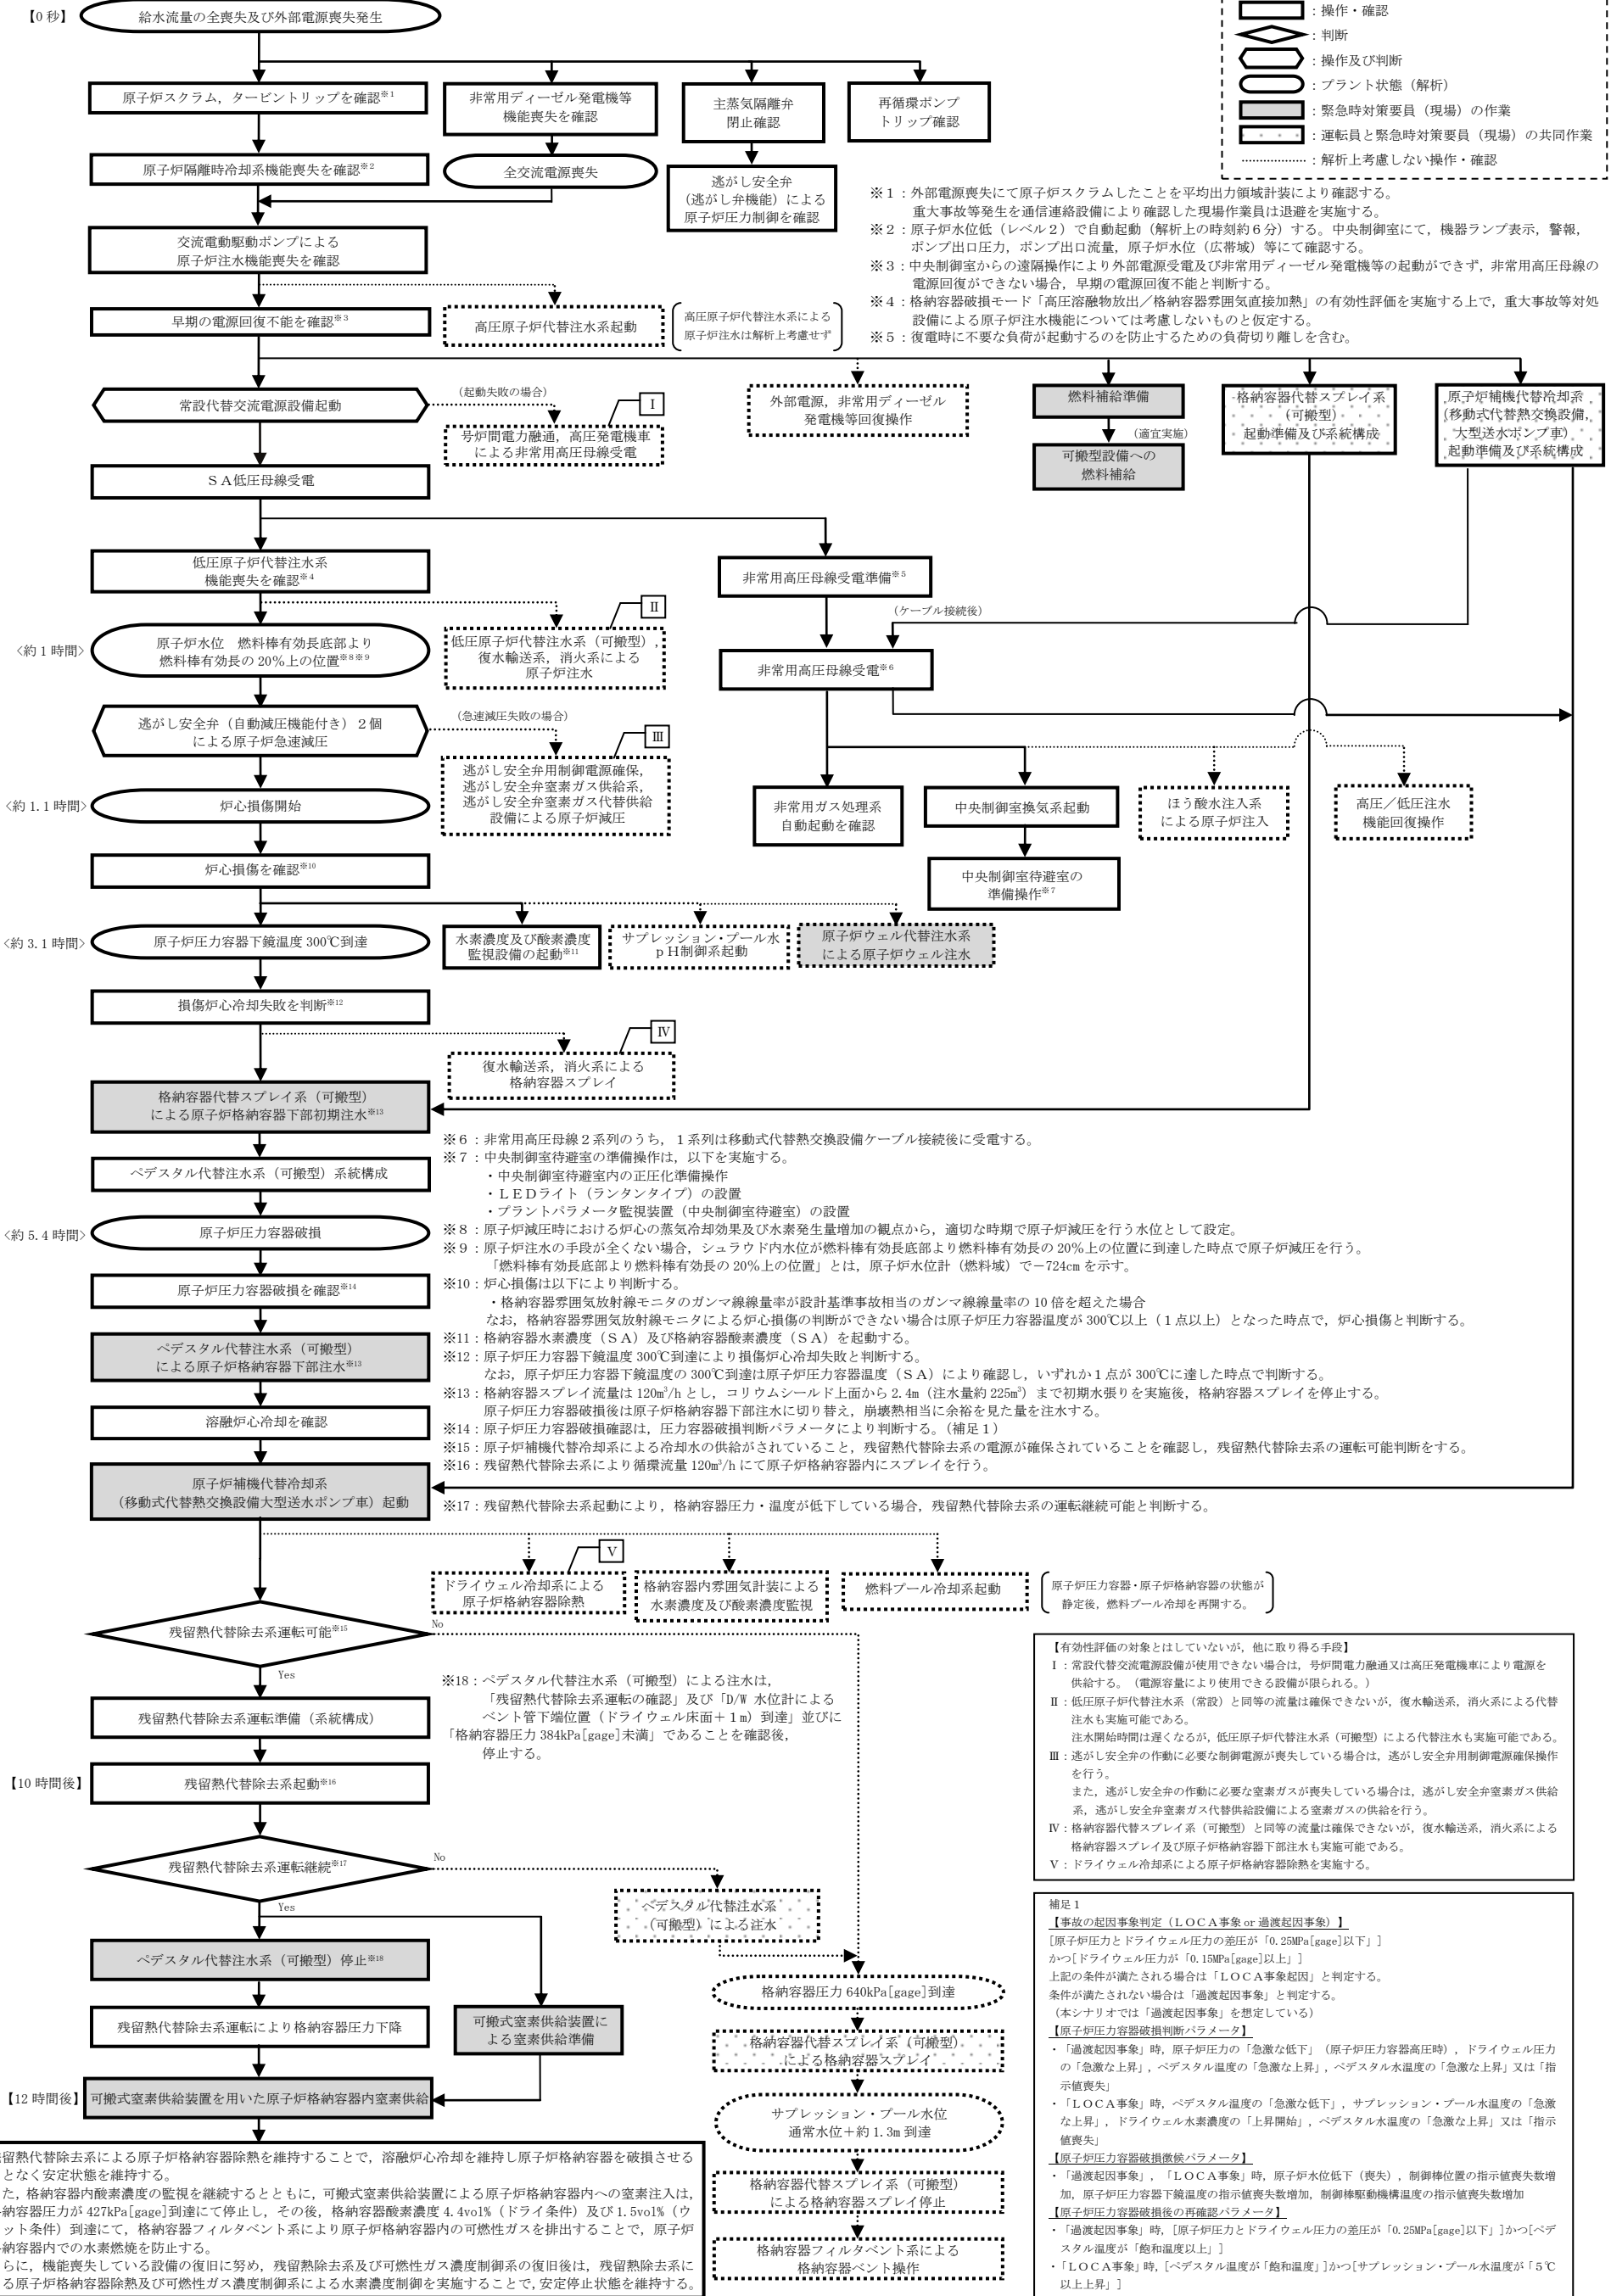 【0秒】
給水流量の全喪失及び外部電源喪失発生
：操作・確認
：判断
：操作及び判断
：プラント状態（解析）
：緊急時対策要員（現場）の作業
：運転員と緊急時対策要員（現場）の共同作業
：解析上考慮しない操作・確認
原子炉スクラム，タービントリップを確認※1
非常用ディーゼル発電機等
機能喪失を確認
主蒸気隔離弁
閉止確認
再循環ポンプ
トリップ確認
原子炉隔離時冷却系機能喪失を確認※2
全交流電源喪失
逃がし安全弁
（逃がし弁機能）による
原子炉圧力制御を確認
交流電動駆動ポンプによる
原子炉注水機能喪失を確認
※１：外部電源喪失にて原子炉スクラムしたことを平均出力領域計装により確認する。
重大事故等発生を通信連絡設備により確認した現場作業員は退避を実施する。
※２：原子炉水位低（レベル２）で自動起動（解析上の時刻約６分）する。中央制御室にて，機器ランプ表示，警報，
ポンプ出口圧力，ポンプ出口流量，原子炉水位（広帯域）等にて確認する。
※３：中央制御室からの遠隔操作により外部電源受電及び非常用ディーゼル発電機等の起動ができず，非常用高圧母線の
電源回復ができない場合，早期の電源回復不能と判断する。
※４：格納容器破損モード「高圧溶融物放出／格納容器雰囲気直接加熱」の有効性評価を実施する上で，重大事故等対処
設備による原子炉注水機能については考慮しないものと仮定する。
※５：復電時に不要な負荷が起動するのを防止するための負荷切り離しを含む。
早期の電源回復不能を確認※3
高圧原子炉代替注水系起動
高圧原子炉代替注水系による
原子炉注水は解析上考慮せず
常設代替交流電源設備起動
（起動失敗の場合）
Ⅰ
号炉間電力融通，高圧発電機車
による非常用高圧母線受電
外部電源，非常用ディーゼル
発電機等回復操作
燃料補給準備
（適宜実施）
可搬型設備への
燃料補給
格納容器代替スプレイ系
（可搬型）
起動準備及び系統構成
原子炉補機代替冷却系
（移動式代替熱交換設備，
大型送水ポンプ車）
起動準備及び系統構成
ＳＡ低圧母線受電
低圧原子炉代替注水系
機能喪失を確認※4
非常用高圧母線受電準備※5
（ケーブル接続後）
Ⅱ
<約１時間>
原子炉水位　燃料棒有効長底部より
燃料棒有効長の 20％上の位置※8※9
低圧原子炉代替注水系（可搬型），
復水輸送系，消火系による
原子炉注水
非常用高圧母線受電※6
逃がし安全弁（自動減圧機能付き）２個
による原子炉急速減圧
（急速減圧失敗の場合）
Ⅲ
逃がし安全弁用制御電源確保，
逃がし安全弁窒素ガス供給系，
逃がし安全弁窒素ガス代替供給
設備による原子炉減圧
<約 1.1 時間>
炉心損傷開始
非常用ガス処理系
自動起動を確認
中央制御室換気系起動
ほう酸水注入系
による原子炉注入
高圧／低圧注水
機能回復操作
炉心損傷を確認※10
中央制御室待避室の
準備操作※7
<約 3.1 時間>
原子炉圧力容器下鏡温度 300℃到達
水素濃度及び酸素濃度
監視設備の起動※11
サプレッション・プール水
ｐＨ制御系起動
原子炉ウェル代替注水系
による原子炉ウェル注水
損傷炉心冷却失敗を判断※12
Ⅳ
復水輸送系，消火系による
格納容器スプレイ
格納容器代替スプレイ系（可搬型）
による原子炉格納容器下部初期注水※13
※６：非常用高圧母線２系列のうち，１系列は移動式代替熱交換設備ケーブル接続後に受電する。
※７：中央制御室待避室の準備操作は，以下を実施する。
・中央制御室待避室内の正圧化準備操作
・ＬＥＤライト（ランタンタイプ）の設置
・プラントパラメータ監視装置（中央制御室待避室）の設置
※８：原子炉減圧時における炉心の蒸気冷却効果及び水素発生量増加の観点から，適切な時期で原子炉減圧を行う水位として設定。
※９：原子炉注水の手段が全くない場合，シュラウド内水位が燃料棒有効長底部より燃料棒有効長の 20％上の位置に到達した時点で原子炉減圧を行う。
「燃料棒有効長底部より燃料棒有効長の 20％上の位置」とは，原子炉水位計（燃料域）で－724cm を示す。
※10：炉心損傷は以下により判断する。
・格納容器雰囲気放射線モニタのガンマ線線量率が設計基準事故相当のガンマ線線量率の 10 倍を超えた場合
なお，格納容器雰囲気放射線モニタによる炉心損傷の判断ができない場合は原子炉圧力容器温度が 300℃以上（１点以上）となった時点で，炉心損傷と判断する。
※11：格納容器水素濃度（ＳＡ）及び格納容器酸素濃度（ＳＡ）を起動する。
※12：原子炉圧力容器下鏡温度 300℃到達により損傷炉心冷却失敗と判断する。
なお，原子炉圧力容器下鏡温度の 300℃到達は原子炉圧力容器温度（ＳＡ）により確認し，いずれか１点が 300℃に達した時点で判断する。
※13：格納容器スプレイ流量は 120m³/h とし，コリウムシールド上面から 2.4m（注水量約 225m³）まで初期水張りを実施後，格納容器スプレイを停止する。
原子炉圧力容器破損後は原子炉格納容器下部注水に切り替え，崩壊熱相当に余裕を見た量を注水する。
※14：原子炉圧力容器破損確認は，圧力容器破損判断パラメータにより判断する。（補足１）
※15：原子炉補機代替冷却系による冷却水の供給がされていること，残留熱代替除去系の電源が確保されていることを確認し，残留熱代替除去系の運転可能判断をする。
※16：残留熱代替除去系により循環流量 120m³/h にて原子炉格納容器内にスプレイを行う。
※17：残留熱代替除去系起動により，格納容器圧力・温度が低下している場合，残留熱代替除去系の運転継続可能と判断する。
ペデスタル代替注水系（可搬型）系統構成
<約 5.4 時間>
原子炉圧力容器破損
原子炉圧力容器破損を確認※14
ペデスタル代替注水系（可搬型）
による原子炉格納容器下部注水※13
溶融炉心冷却を確認
原子炉補機代替冷却系
（移動式代替熱交換設備大型送水ポンプ車）起動
Ⅴ
ドライウェル冷却系による
原子炉格納容器除熱
格納容器内雰囲気計装による
水素濃度及び酸素濃度監視
燃料プール冷却系起動
原子炉圧力容器・原子炉格納容器の状態が
静定後，燃料プール冷却を再開する。
残留熱代替除去系運転可能※15
No
Yes
※18：ペデスタル代替注水系（可搬型）による注水は，
「残留熱代替除去系運転の確認」及び「D/W 水位計による
ベント管下端位置（ドライウェル床面＋１m）到達」並びに
「格納容器圧力 384kPa[gage]未満」であることを確認後，
停止する。
残留熱代替除去系運転準備（系統構成）
【10 時間後】
残留熱代替除去系起動※16
残留熱代替除去系運転継続※17
No
Yes
ペデスタル代替注水系
（可搬型）による注水
ペデスタル代替注水系（可搬型）停止※18
格納容器圧力 640kPa[gage]到達
残留熱代替除去系運転により格納容器圧力下降
可搬式窒素供給装置に
よる窒素供給準備
格納容器代替スプレイ系（可搬型）
による格納容器スプレイ
【12 時間後】
可搬式窒素供給装置を用いた原子炉格納容器内窒素供給
サプレッション・プール水位
通常水位＋約 1.3m 到達
格納容器代替スプレイ系（可搬型）
による格納容器スプレイ停止
格納容器フィルタベント系による
格納容器ベント操作
留熱代替除去系による原子炉格納容器除熱を維持することで，溶融炉心冷却を維持し原子炉格納容器を破損させる
となく安定状態を維持する。
た，格納容器内酸素濃度の監視を継続するとともに，可搬式窒素供給装置による原子炉格納容器内への窒素注入は，
納容器圧力が 427kPa[gage]到達にて停止し，その後，格納容器酸素濃度 4.4vol%（ドライ条件）及び 1.5vol%（ウ
ット条件）到達にて，格納容器フィルタベント系により原子炉格納容器内の可燃性ガスを排出することで，原子炉
納容器内での水素燃焼を防止する。
らに，機能喪失している設備の復旧に努め，残留熱除去系及び可燃性ガス濃度制御系の復旧後は，残留熱除去系に
る原子炉格納容器除熱及び可燃性ガス濃度制御系による水素濃度制御を実施することで，安定停止状態を維持する。
【有効性評価の対象とはしていないが，他に取り得る手段】
Ⅰ：常設代替交流電源設備が使用できない場合は，号炉間電力融通又は高圧発電機車により電源を
供給する。（電源容量により使用できる設備が限られる。）
Ⅱ：低圧原子炉代替注水系（常設）と同等の流量は確保できないが，復水輸送系，消火系による代替
注水も実施可能である。
注水開始時間は遅くなるが，低圧原子炉代替注水系（可搬型）による代替注水も実施可能である。
Ⅲ：逃がし安全弁の作動に必要な制御電源が喪失している場合は，逃がし安全弁用制御電源確保操作
を行う。
また，逃がし安全弁の作動に必要な窒素ガスが喪失している場合は，逃がし安全弁窒素ガス供給
系，逃がし安全弁窒素ガス代替供給設備による窒素ガスの供給を行う。
Ⅳ：格納容器代替スプレイ系（可搬型）と同等の流量は確保できないが，復水輸送系，消火系による
格納容器スプレイ及び原子炉格納容器下部注水も実施可能である。
Ⅴ：ドライウェル冷却系による原子炉格納容器除熱を実施する。
補足１
【事故の起因事象判定（ＬＯＣＡ事象 or 過渡起因事象）】
[原子炉圧力とドライウェル圧力の差圧が「0.25MPa[gage]以下」]
かつ[ドライウェル圧力が「0.15MPa[gage]以上」]
上記の条件が満たされる場合は「ＬＯＣＡ事象起因」と判定する。
条件が満たされない場合は「過渡起因事象」と判定する。
（本シナリオでは「過渡起因事象」を想定している）
【原子炉圧力容器破損判断パラメータ】
・「過渡起因事象」時，原子炉圧力の「急激な低下」（原子炉圧力容器高圧時），ドライウェル圧力
の「急激な上昇」，ペデスタル温度の「急激な上昇」，ペデスタル水温度の「急激な上昇」又は「指
示値喪失」
・「ＬＯＣＡ事象」時，ペデスタル温度の「急激な低下」，サプレッション・プール水温度の「急激
な上昇」，ドライウェル水素濃度の「上昇開始」，ペデスタル水温度の「急激な上昇」又は「指示
値喪失」
【原子炉圧力容器破損徴候パラメータ】
・「過渡起因事象」，「ＬＯＣＡ事象」時，原子炉水位低下（喪失），制御棒位置の指示値喪失数増
加，原子炉圧力容器下鏡温度の指示値喪失数増加，制御棒駆動機構温度の指示値喪失数増加
【原子炉圧力容器破損後の再確認パラメータ】
・「過渡起因事象」時，[原子炉圧力とドライウェル圧力の差圧が「0.25MPa[gage]以下」]かつ[ペデ
スタル温度が「飽和温度以上」]
・「ＬＯＣＡ事象」時，[ペデスタル温度が「飽和温度」]かつ[サプレッション・プール水温度が「５℃
以上上昇」]